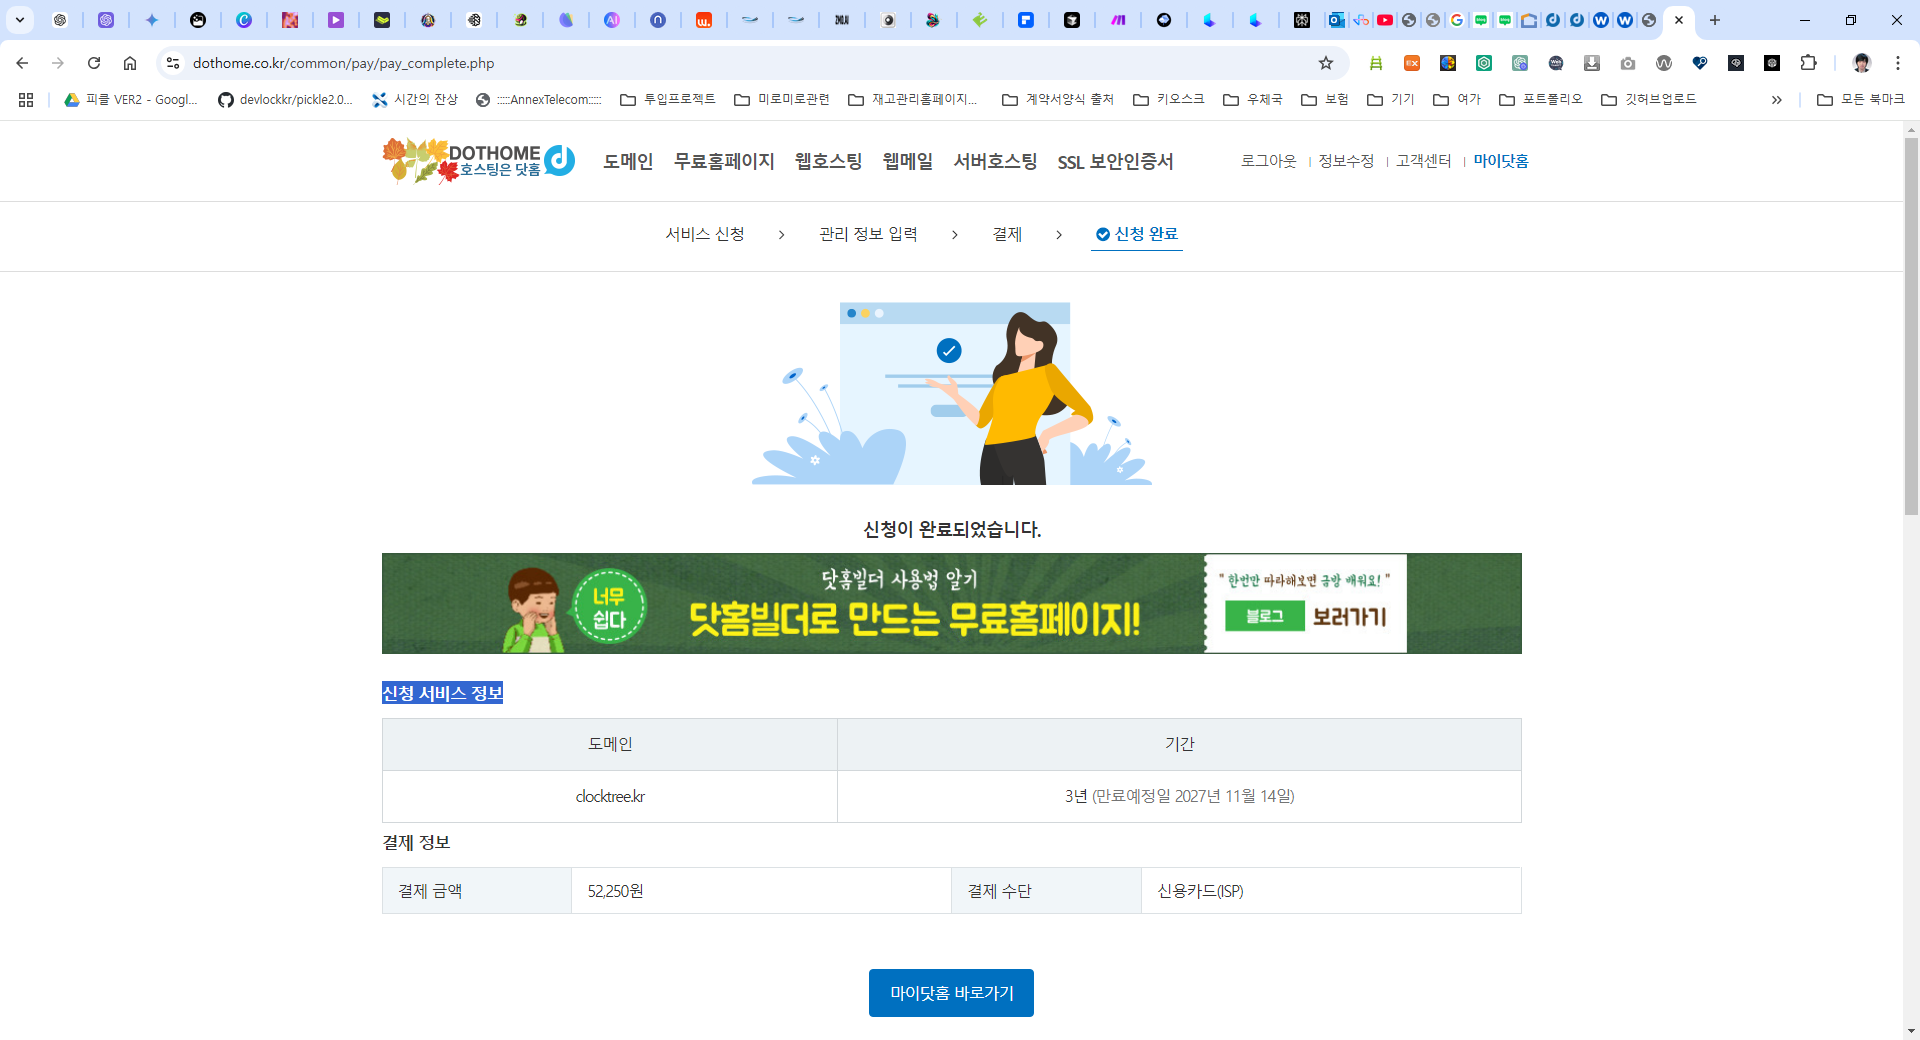 dothome.co.kr/common/pay/pay_complete.php
피클 VER2 - Googl...
devlockkr/pickle2.0...
시간의 잔상
:::::AnnexTelecom:::::
투입프로젝트
미로미로관련
재고관리홈페이지...
계약서양식 출처
키오스크
우체국
보험
기기
여가
포트폴리오
깃허브업로드
모든 북마크
DOTHOME
호스팅은 닷홈
도메인
무료홈페이지
웹호스팅
웹메일
서버호스팅
SSL 보안인증서
로그아웃
정보수정
고객센터
마이닷홈
서비스 신청
관리 정보 입력
결제
신청 완료
신청이 완료되었습니다.
너무
쉽다
닷홈빌더 사용법 알기
닷홈빌더로 만드는 무료홈페이지!
" 한번만 따라해보면 금방 배워요! "
블로그 보러가기
신청 서비스 정보
도메인 기간
clocktree.kr 3년 (만료예정일 2027년 11월 14일)
결제 정보
결제 금액 52,250원 결제 수단 신용카드(ISP)
마이닷홈 바로가기